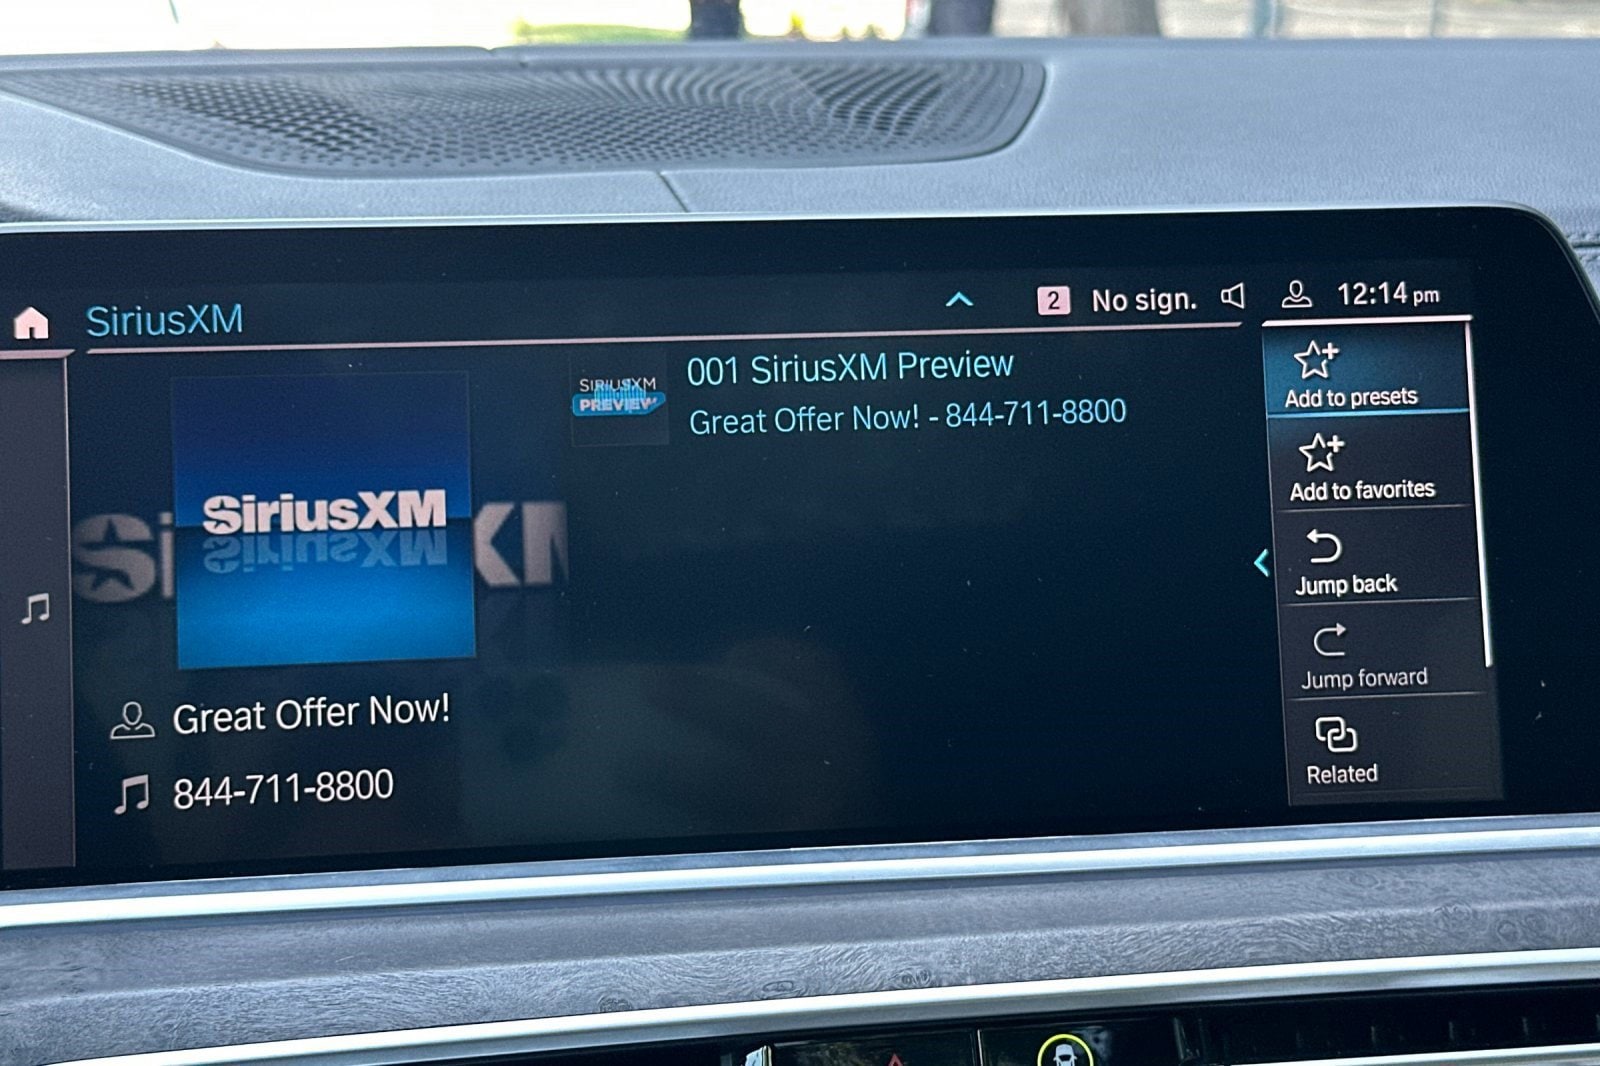 SiriusXM
2 No sign. 12:14 pm
SIRIUSXM
PREVIEW
001 SiriusXM Preview
Great Offer Now! - 844-711-8800
SiriusXM
Great Offer Now!
844-711-8800
Add to presets
Add to favorites
Jump back
Jump forward
Related